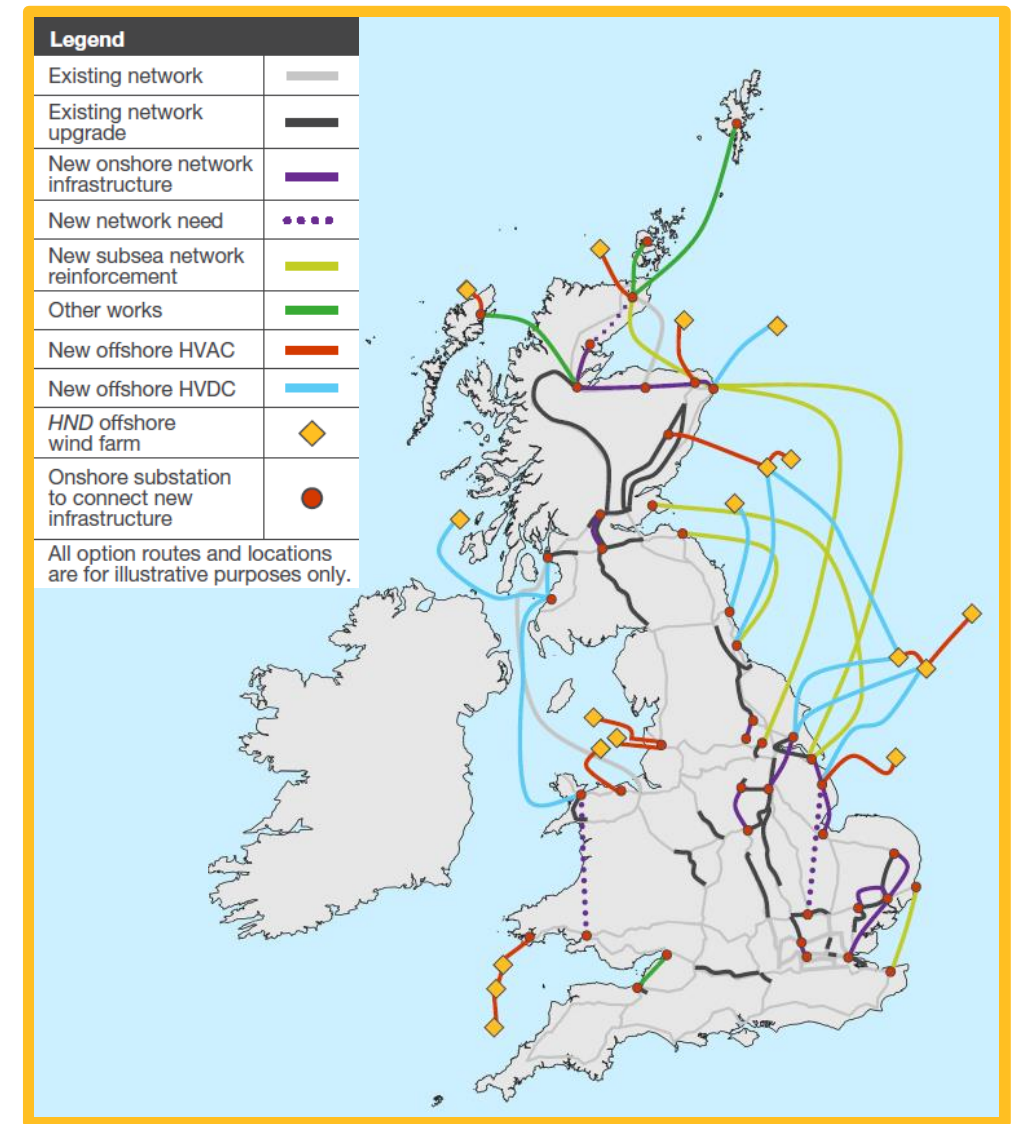 Legend
Existing network
Existing network
upgrade
New onshore network
infrastructure
New network need
New subsea network
reinforcement
Other works
New offshore HVAC
New offshore HVDC
HND offshore
wind farm
Onshore substation
to connect new
infrastructure
All option routes and locations
are for illustrative purposes only.